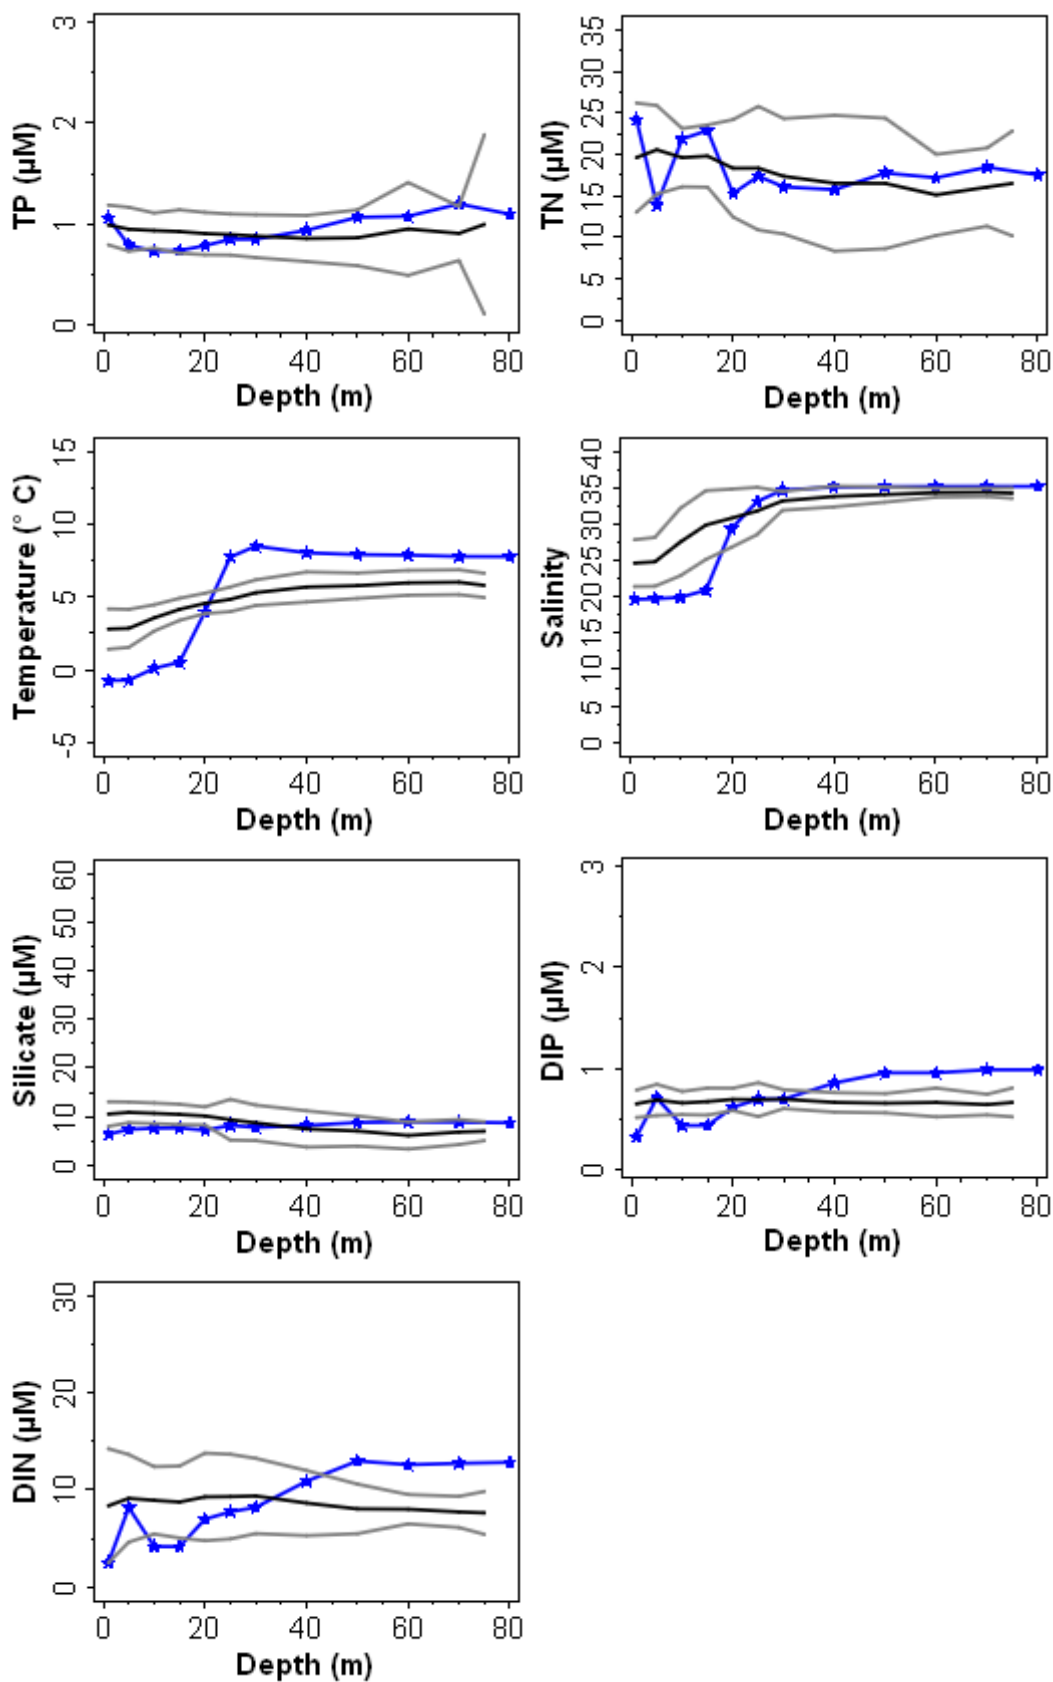 TP (µM)
0 1 2 3
0 20 40 60 80
Depth (m)
TN (µM)
0 5 10 15 20 25 30 35
0 20 40 60 80
Depth (m)
Temperature (° C)
-5 0 5 10 15
0 20 40 60 80
Depth (m)
Salinity
0 5 10 15 20 25 30 35 40
0 20 40 60 80
Depth (m)
Silicate (µM)
0 10 20 30 40 50 60
0 20 40 60 80
Depth (m)
DIP (µM)
0 1 2 3
0 20 40 60 80
Depth (m)
DIN (µM)
0 10 20 30
0 20 40 60 80
Depth (m)